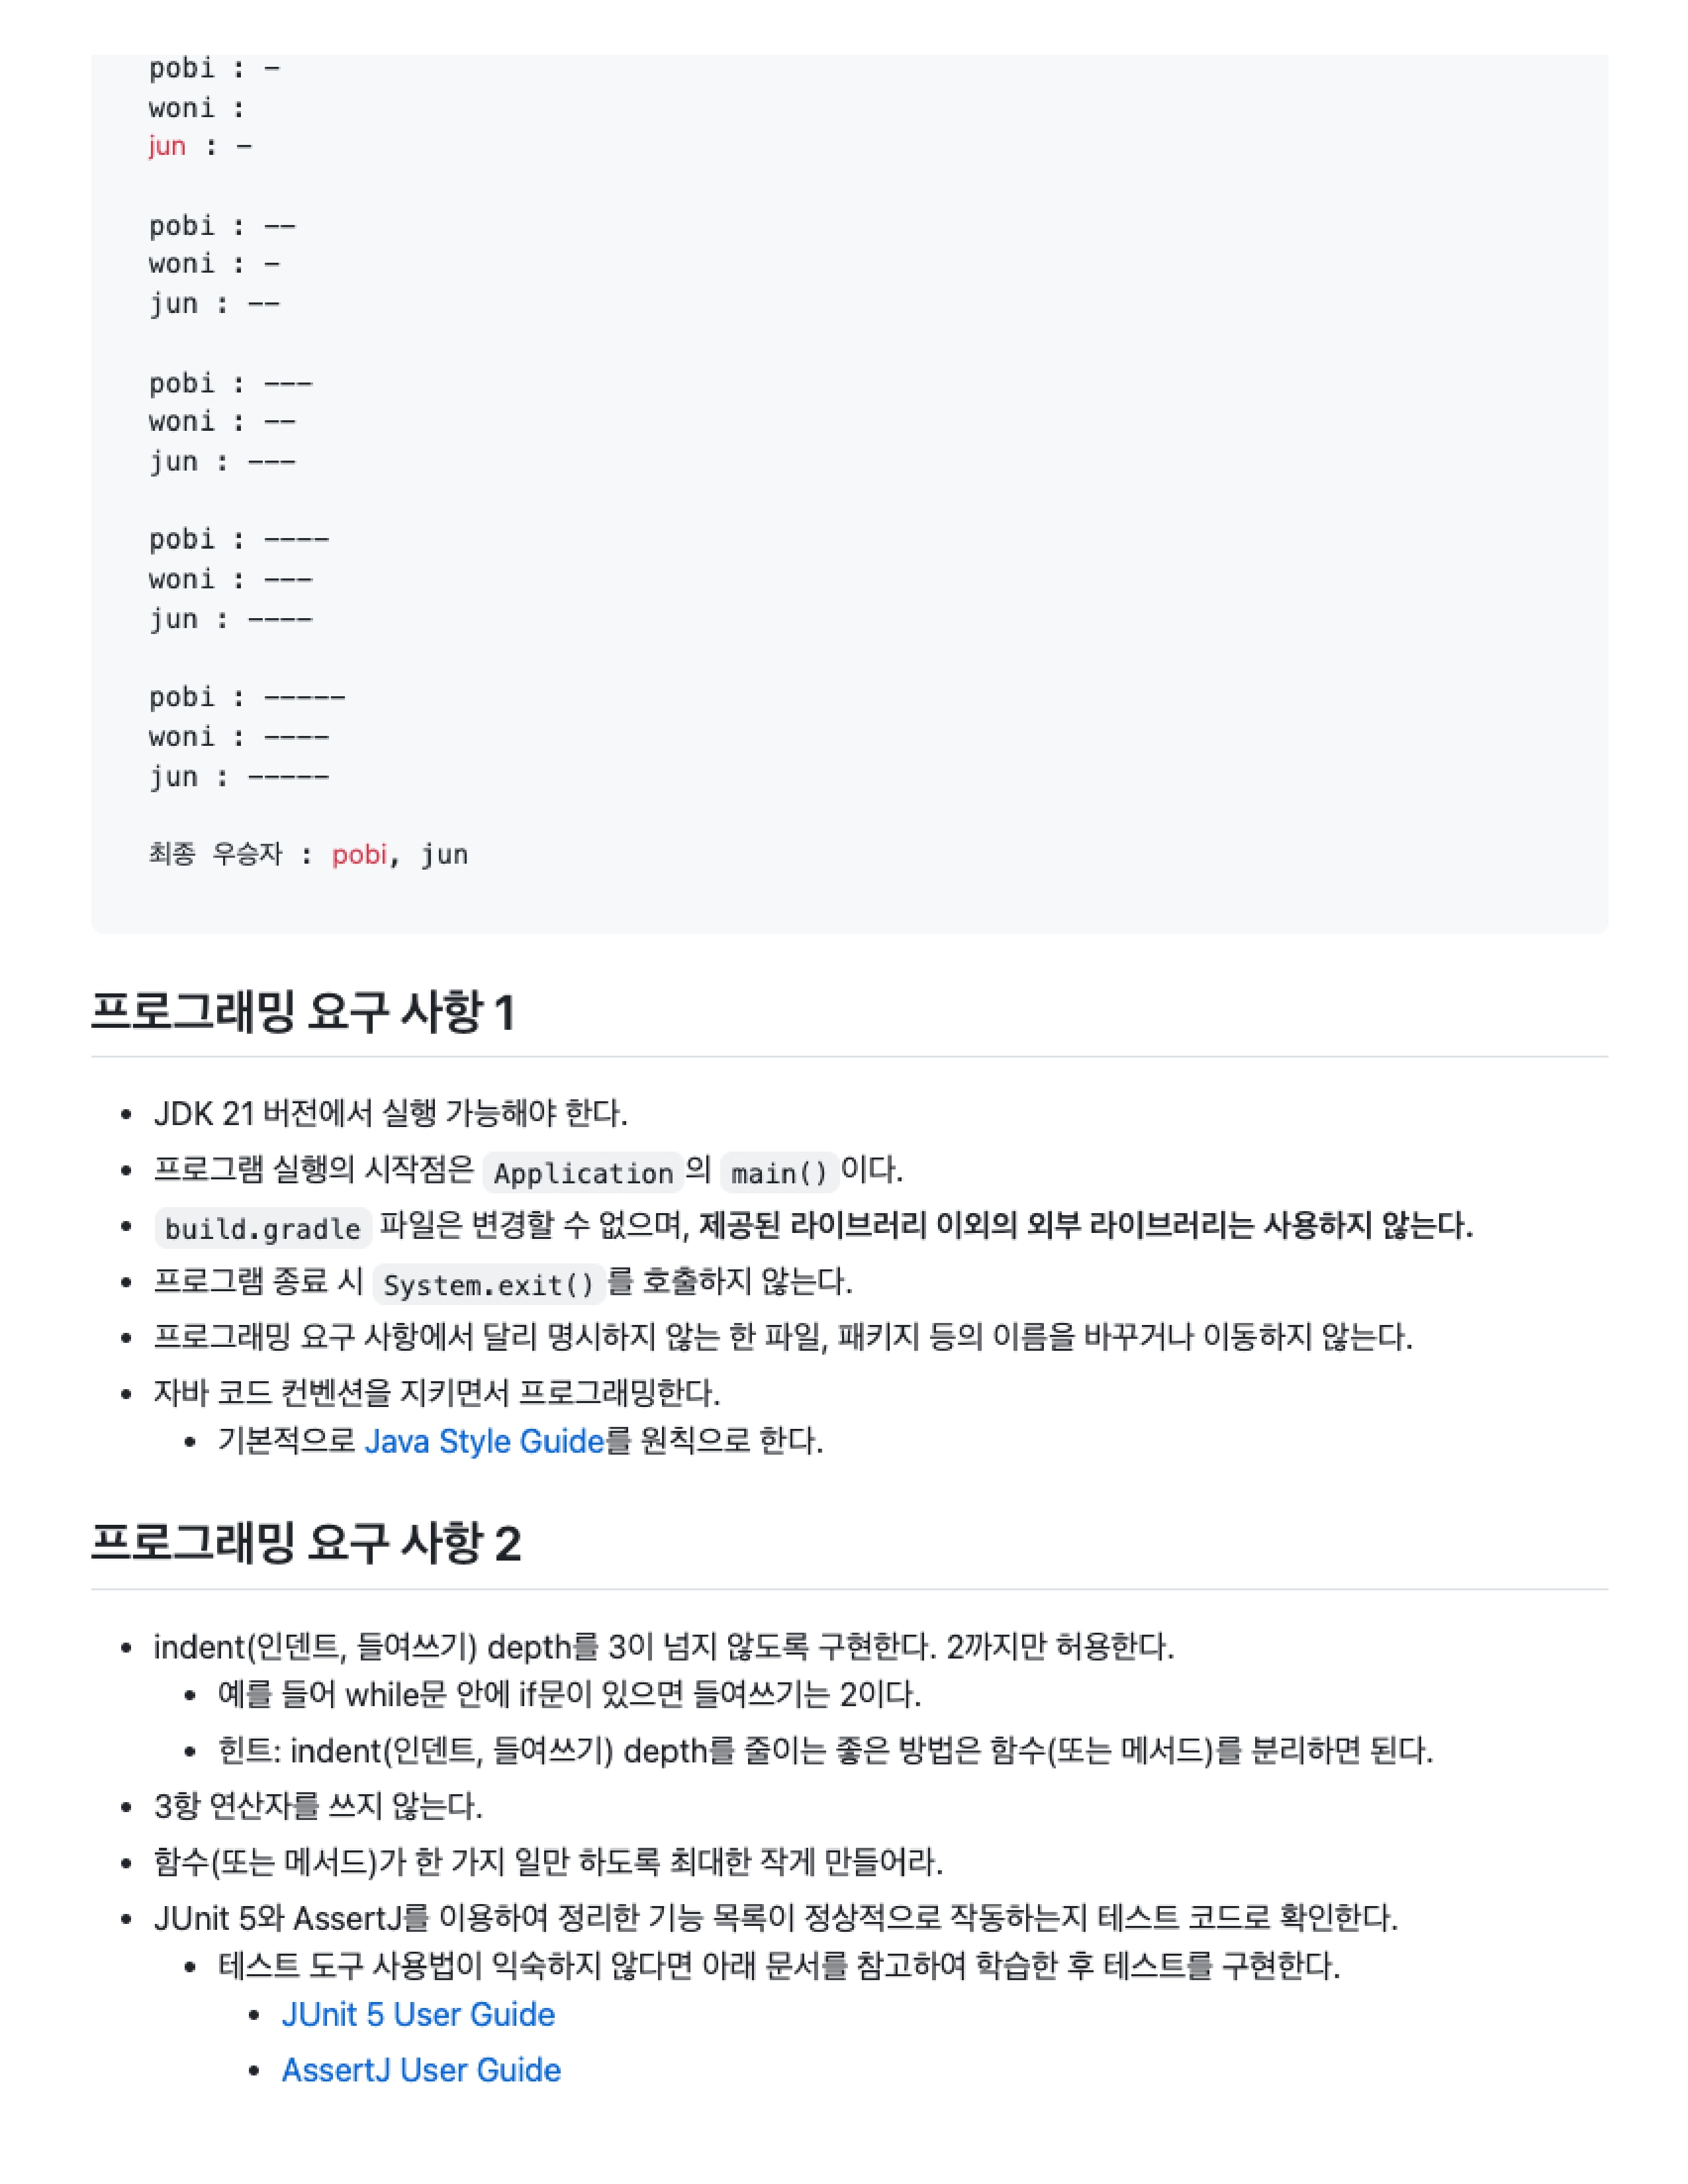 pobi : -
woni :
jun : -
pobi : --
woni : -
jun : --
pobi : ---
woni : --
jun : ---
pobi : ----
woni : ---
jun : ----
pobi : -----
woni : ----
jun : -----
최종 우승자 : pobi, jun
프로그래밍 요구 사항 1
• JDK 21 버전에서 실행 가능해야 한다.
• 프로그램 실행의 시작점은 Application의 main()이다.
• build.gradle 파일은 변경할 수 없으며, 제공된 라이브러리 이외의 외부 라이브러리는 사용하지 않는다.
• 프로그램 종료 시 System.exit()를 호출하지 않는다.
• 프로그래밍 요구 사항에서 달리 명시하지 않는 한 파일, 패키지 등의 이름을 바꾸거나 이동하지 않는다.
• 자바 코드 컨벤션을 지키면서 프로그래밍한다.
• 기본적으로 Java Style Guide를 원칙으로 한다.
프로그래밍 요구 사항 2
• indent(인덴트, 들여쓰기) depth를 3이 넘지 않도록 구현한다. 2까지만 허용한다.
• 예를 들어 while문 안에 if문이 있으면 들여쓰기는 2이다.
• 힌트: indent(인덴트, 들여쓰기) depth를 줄이는 좋은 방법은 함수(또는 메서드)를 분리하면 된다.
• 3항 연산자를 쓰지 않는다.
• 함수(또는 메서드)가 한 가지 일만 하도록 최대한 작게 만들어라.
• JUnit 5와 AssertJ를 이용하여 정리한 기능 목록이 정상적으로 작동하는지 테스트 코드로 확인한다.
• 테스트 도구 사용법이 익숙하지 않다면 아래 문서를 참고하여 학습한 후 테스트를 구현한다.
• JUnit 5 User Guide
• AssertJ User Guide